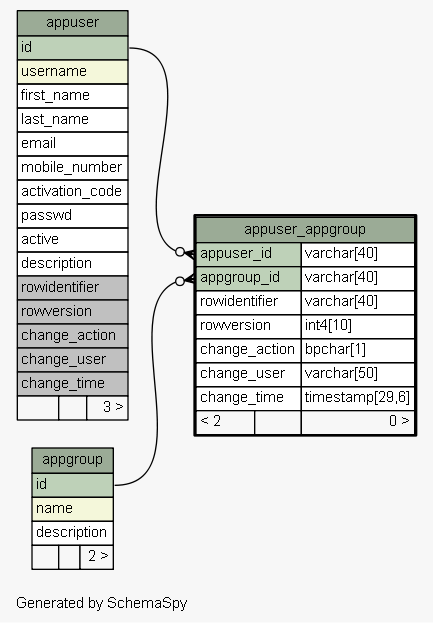 appuser
id
username
first_name
last_name
email
mobile_number
activation_code
passwd
active
description
rowidentifier
rowversion
change_action
change_user
change_time
3 >
appuser_appgroup
appuser_id varchar[40]
appgroup_id varchar[40]
rowidentifier varchar[40]
rowversion int4[10]
change_action bpchar[1]
change_user varchar[50]
change_time timestamp[29,6]
< 2 0 >
appgroup
id
name
description
2 >
Generated by SchemaSpy